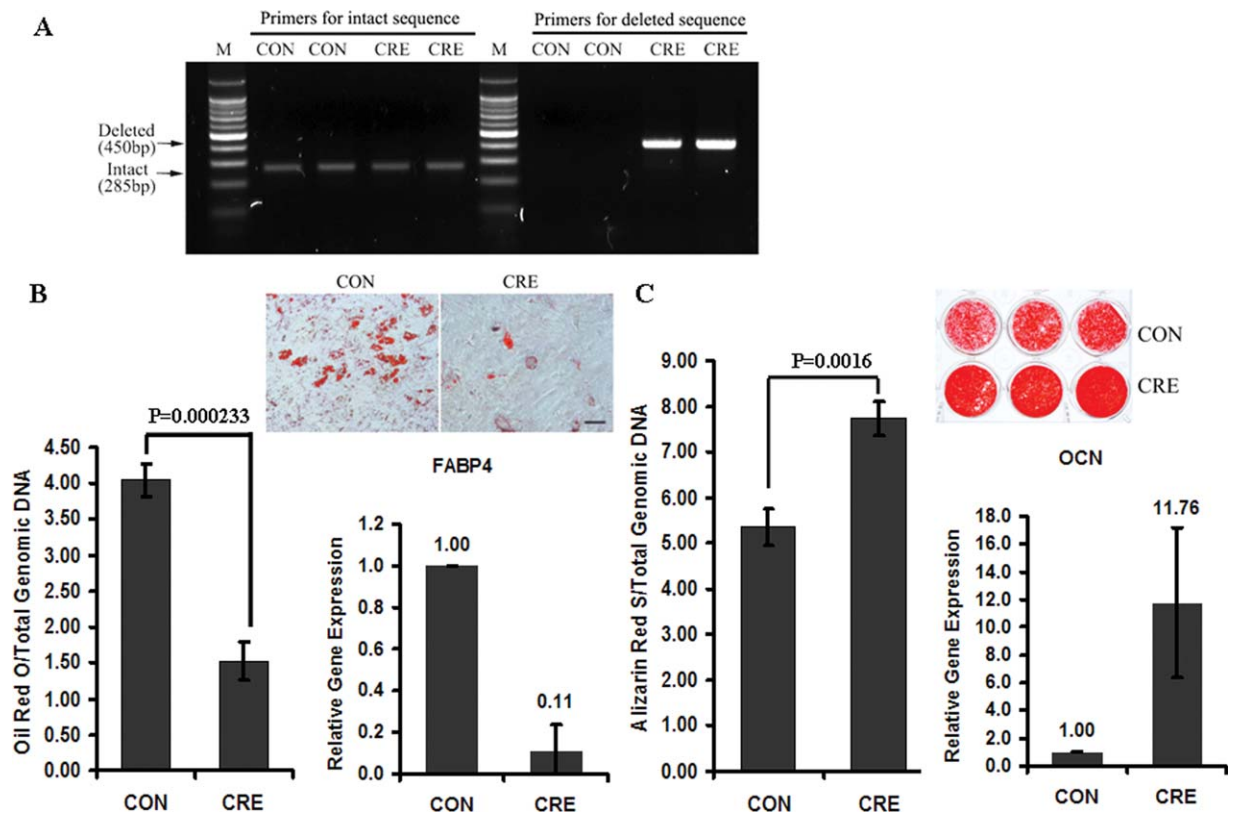 A
Primers for intact sequence
Primers for deleted sequence
M CON CON CRE CRE M CON CON CRE CRE
Deleted
(450bp)
Intact
(285bp)
B
CON CRE
P=0.000233
Oil Red O/Total Genomic DNA
4.50
4.00
3.50
3.00
2.50
2.00
1.50
1.00
0.50
0.00
CON CRE
FABP4
Relative Gene Expression
1.2
1.0
0.8
0.6
0.4
0.2
0.0
1.00
0.11
CON CRE
C
CON
CRE
P=0.0016
Alizarin Red S/Total Genomic DNA
9.00
8.00
7.00
6.00
5.00
4.00
3.00
2.00
1.00
0.00
CON CRE
OCN
Relative Gene Expression
18.0
16.0
14.0
12.0
10.0
8.0
6.0
4.0
2.0
0.0
1.00
11.76
CON CRE